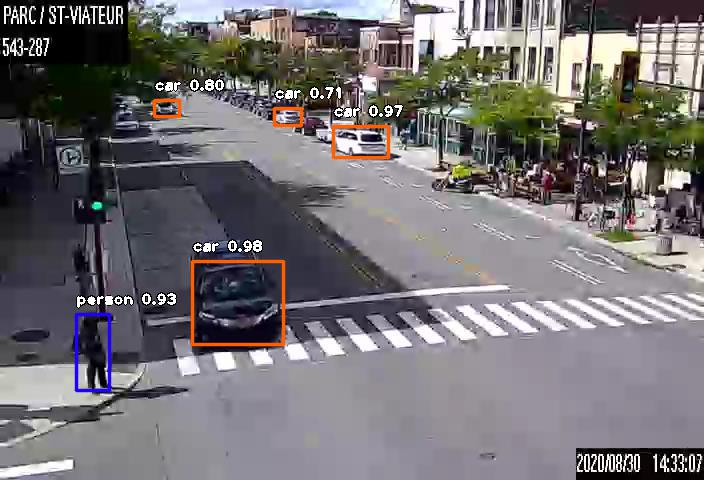 PARC / ST-VIATEUR
543-287
car 0.80
car 0.71
car 0.97
car 0.98
person 0.93
2020/08/30 14:33:07